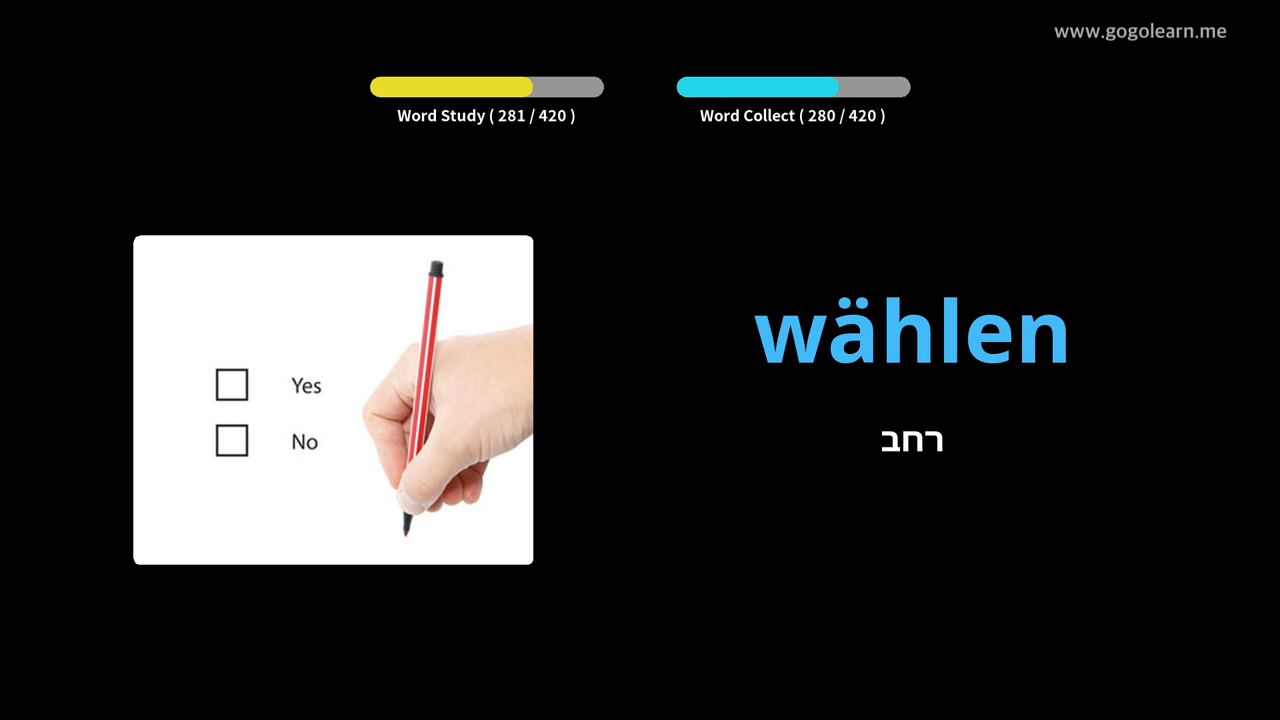 www.gogolearn.me
Word Study ( 281 / 420 )
Word Collect ( 280 / 420 )
Yes
No
wählen
רחב